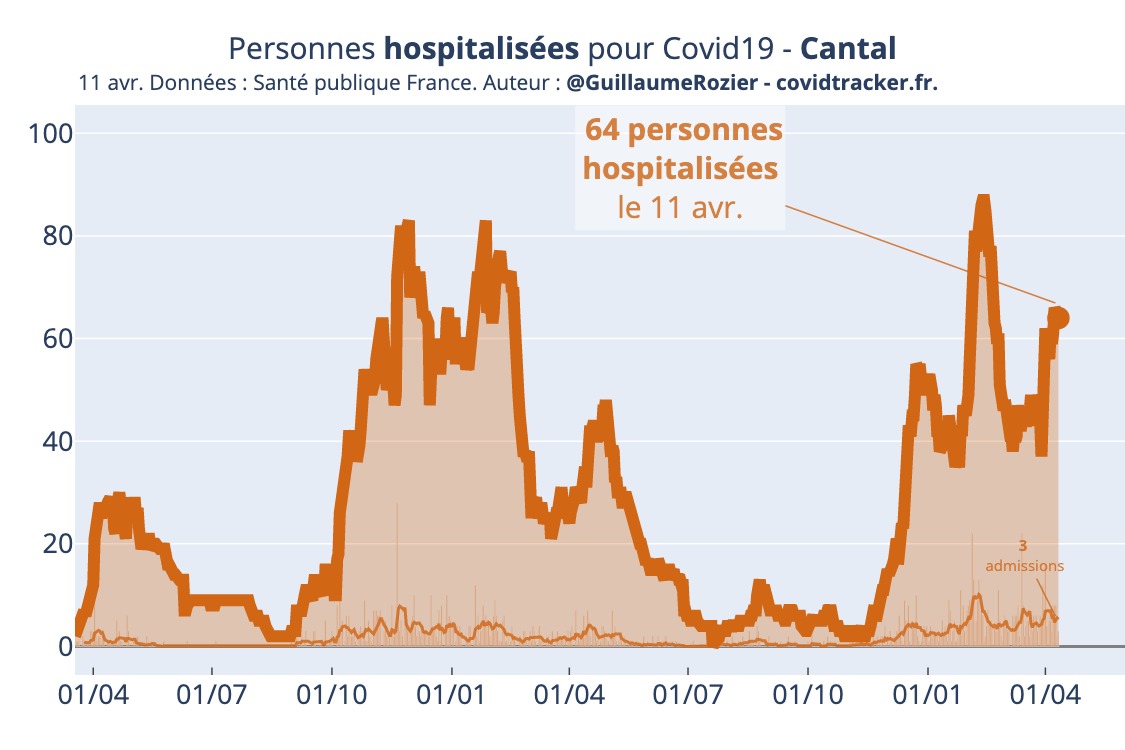 Personnes hospitalisées pour Covid19 - Cantal
11 avr. Données : Santé publique France. Auteur : @GuillaumeRozier - covidtracker.fr.
100
64 personnes
hospitalisées
le 11 avr.
80
60
40
20
3
admissions
0
01/04 01/07 01/10 01/01 01/04 01/07 01/10 01/01 01/04